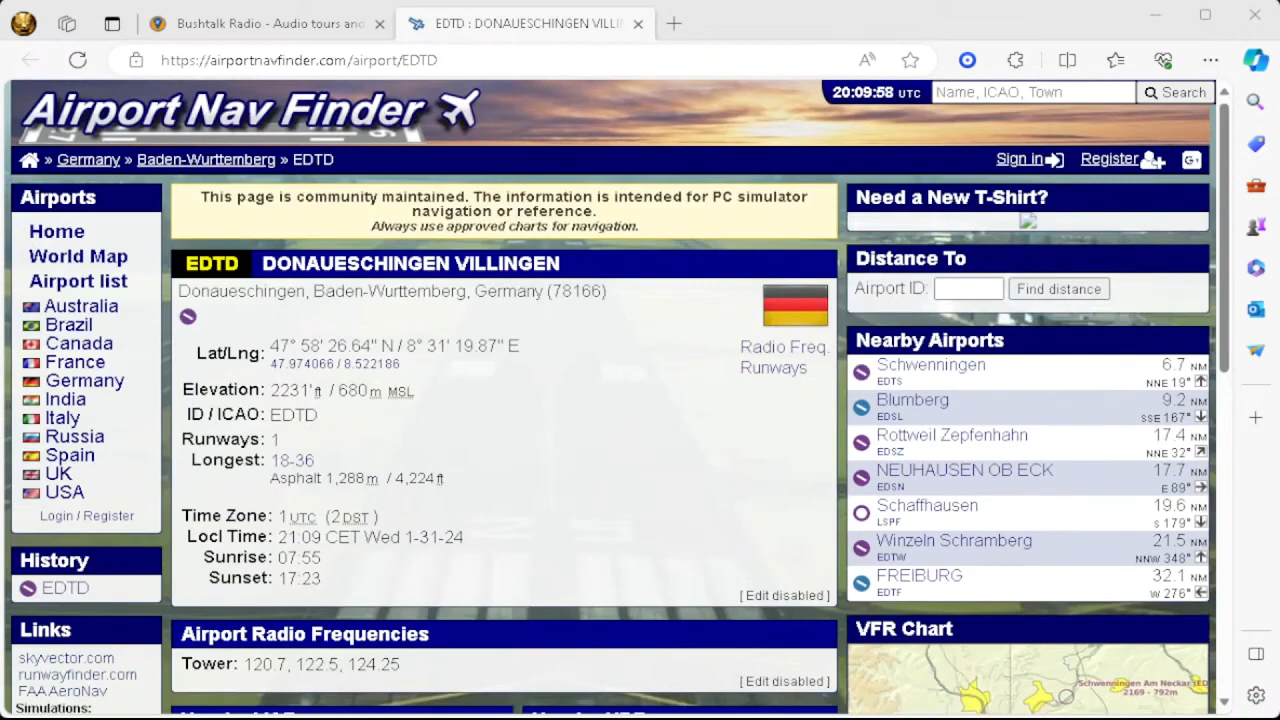 Bushtalk Radio - Audio tours and
EDTD : DONAUESCHINGEN VILLI
https://airportnavfinder.com/airport/EDTD
Airport Nav Finder
20:09:58 UTC
Name, ICAO, Town
Search
» Germany » Baden-Wurttemberg » EDTD
Sign in
Register
G+
Airports
Home
World Map
Airport list
Australia
Brazil
Canada
France
Germany
India
Italy
Russia
Spain
UK
USA
Login / Register
History
EDTD
Links
skyvector.com
runwayfinder.com
FAA AeroNav
Simulations:
This page is community maintained. The information is intended for PC simulator
navigation or reference.
Always use approved charts for navigation.
EDTD DONAUESCHINGEN VILLINGEN
Donaueschingen, Baden-Wurttemberg, Germany (78166)
Lat/Lng: 47° 58' 26.64" N / 8° 31' 19.87" E
47.974066 / 8.522186
Radio Freq.
Runways
Elevation: 2231' ft / 680 m MSL
ID / ICAO: EDTD
Runways: 1
Longest: 18-36
Asphalt 1,288 m / 4,224 ft
Time Zone: 1 UTC (2 DST )
Locl Time: 21:09 CET Wed 1-31-24
Sunrise: 07:55
Sunset: 17:23
[ Edit disabled ]
Airport Radio Frequencies
Tower: 120.7, 122.5, 124.25
[ Edit disabled ]
Need a New T-Shirt?
Distance To
Airport ID:
Find distance
Nearby Airports
Schwenningen 6.7 NM
EDTS NNE 19°
Blumberg 9.2 NM
EDSL SSE 167°
Rottweil Zepfenhahn 17.4 NM
EDSZ NNE 32°
NEUHAUSEN OB ECK 17.7 NM
EDSN E 89°
Schaffhausen 19.6 NM
LSPF S 179°
Winzeln Schramberg 21.5 NM
EDTW NNW 348°
FREIBURG 32.1 NM
EDTF W 276°
VFR Chart
Schwenningen Am Neckar (ED
2169 - 792m